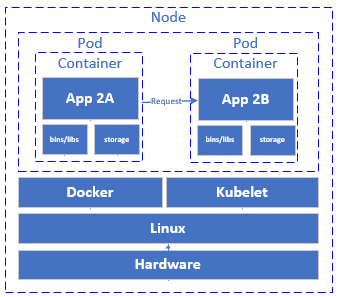 Node
Pod
Pod
Container
Container
App 2A
Request
App 2B
bins/libs
storage
bins/libs
storage
Docker
Kubelet
Linux
Hardware